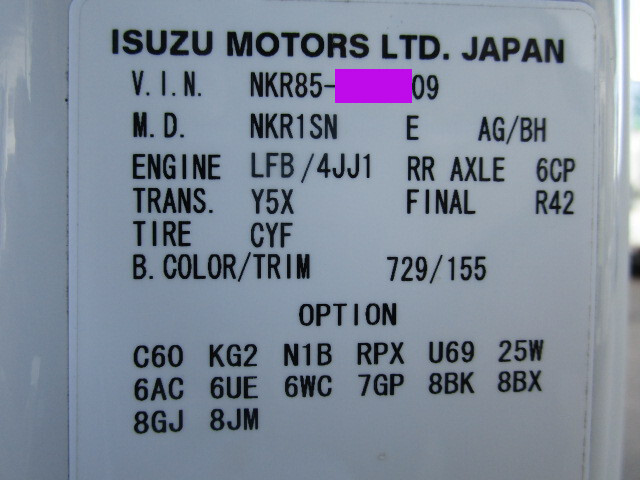 ISUZU MOTORS LTD. JAPAN
V.I.N. NKR85- 09
M.D. NKR1SN E AG/BH
ENGINE LFB/4JJ1 RR AXLE 6CP
TRANS. Y5X FINAL R42
TIRE CYF
B.COLOR/TRIM 729/155
OPTION
C60 KG2 N1B RPX U69 25W
6AC 6UE 6WC 7GP 8BK 8BX
8GJ 8JM